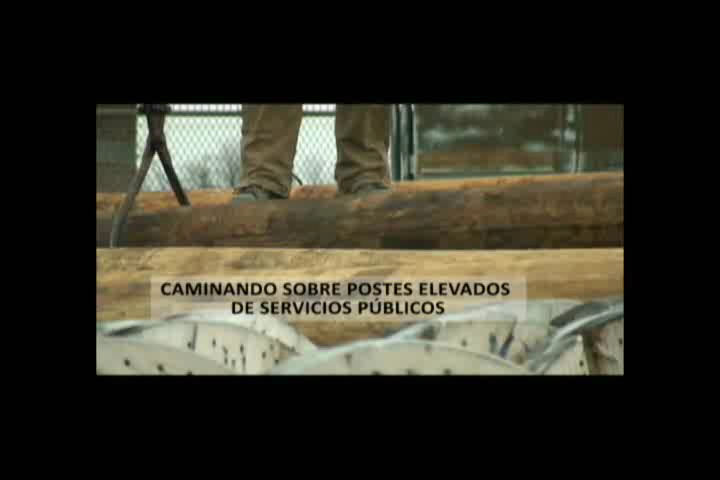 CAMINANDO SOBRE POSTES ELEVADOS
DE SERVICIOS PÚBLICOS